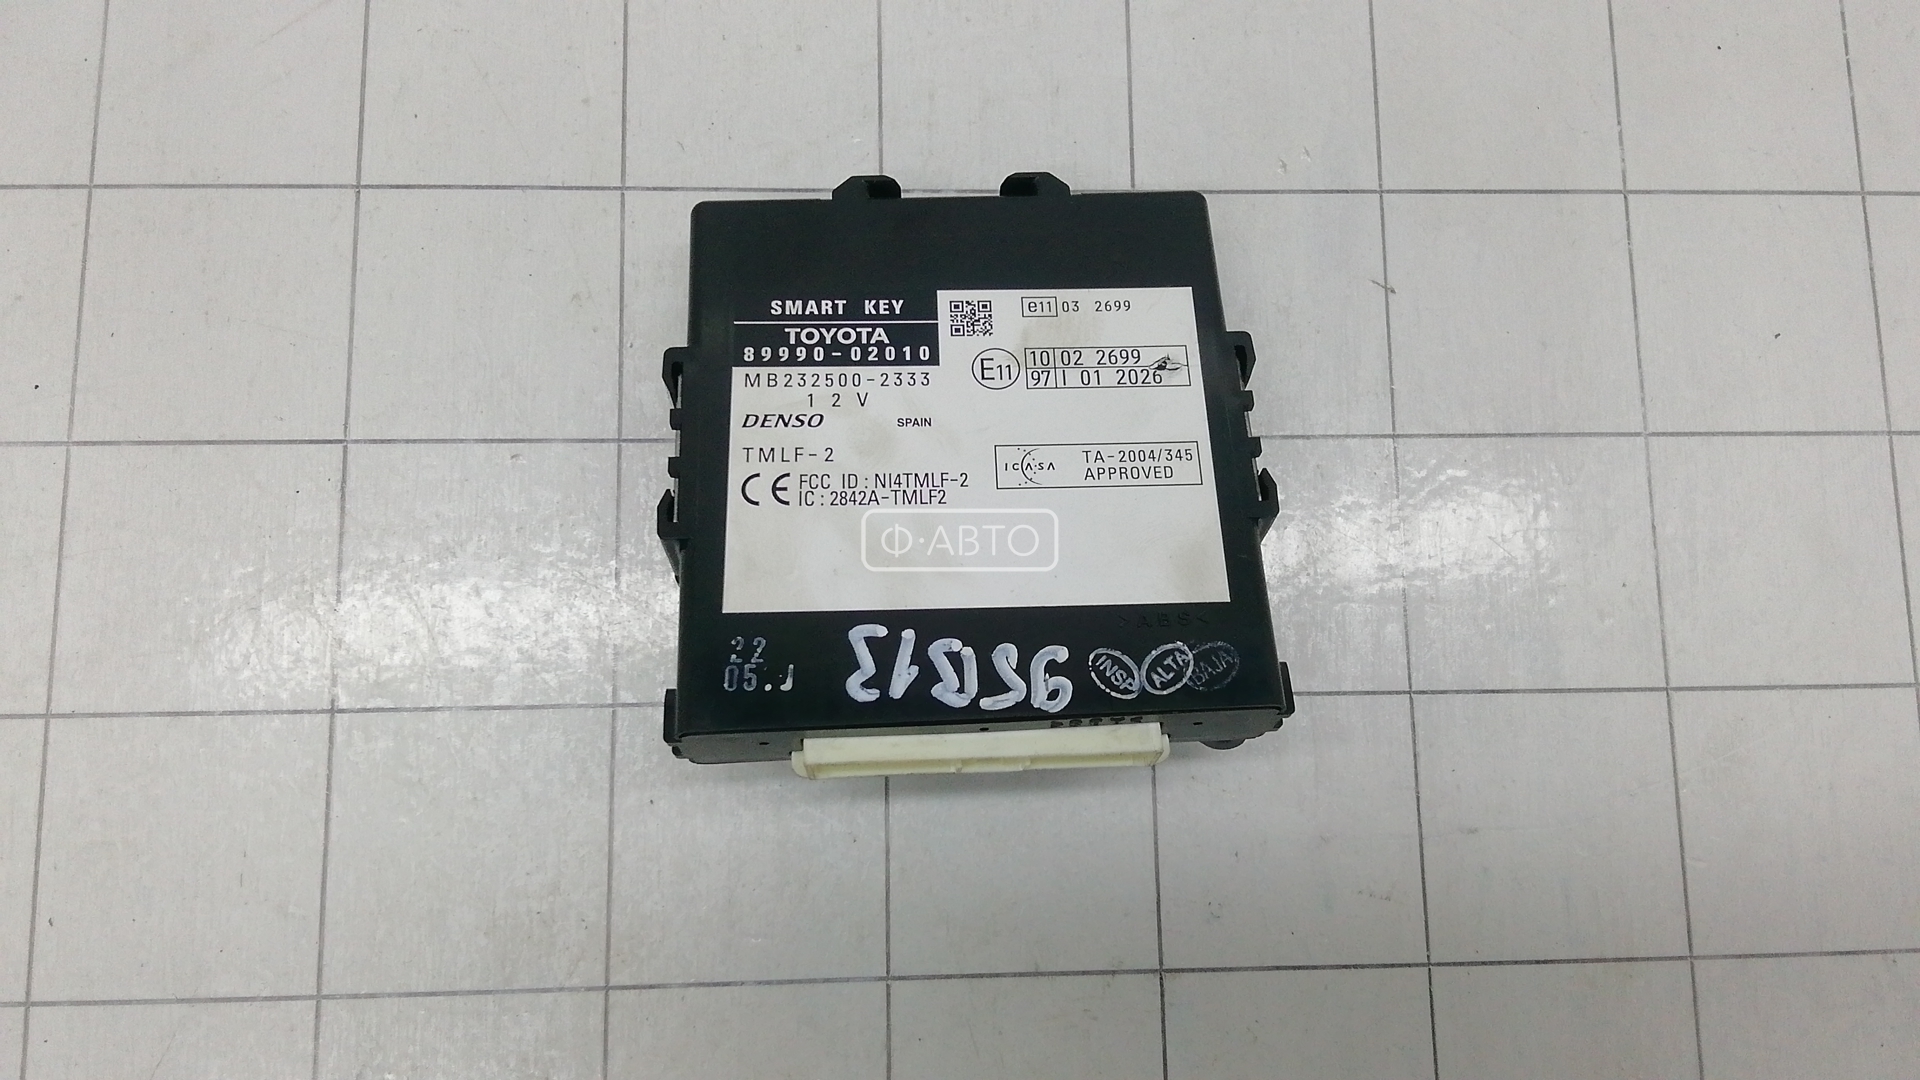 SMART KEY
TOYOTA
89990-02010
MB232500-2333
12V
DENSO SPAIN
TMLF-2
CE FCC ID : NI4TMLF-2
IC : 2842A-TMLF2
e11 03 2699
E11 10 02 2699
97 I 01 2026
ICASA TA-2004/345
APPROVED
Ф·АВТО
>ABS<
22
05.J
INSP ALTA BAJA